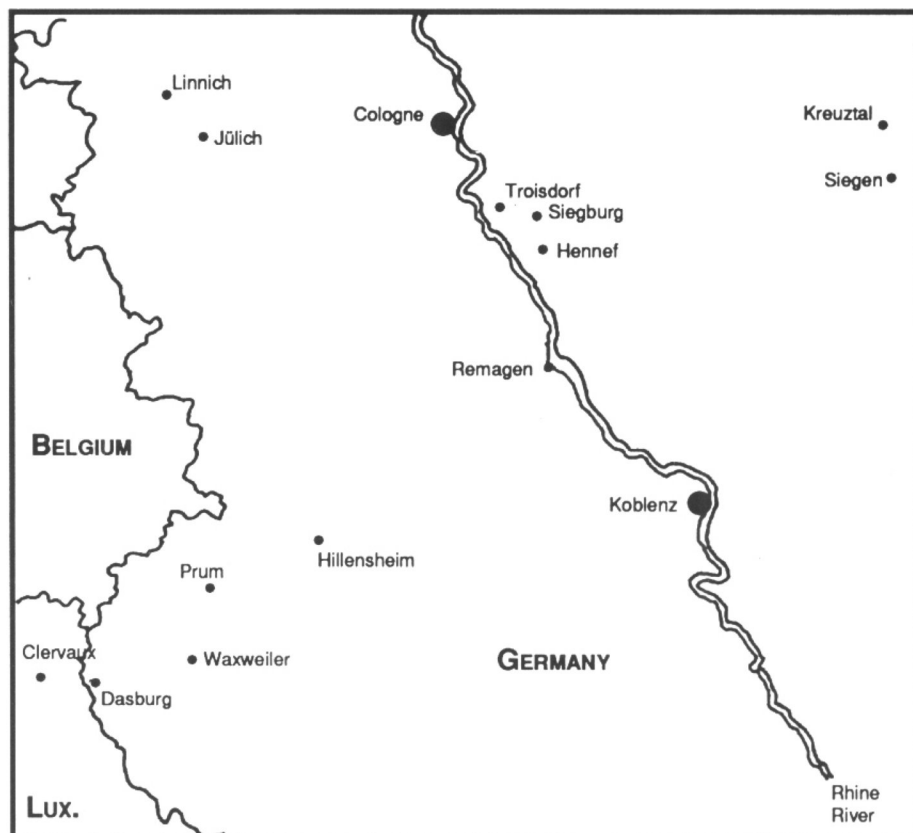 Linnich
Jülich
Cologne
Kreuztal
Siegen
Troisdorf
Siegburg
Hennef
Remagen
BELGIUM
Koblenz
Hillensheim
Prum
Clervaux
Waxweiler
GERMANY
Dasburg
LUX.
Rhine
River